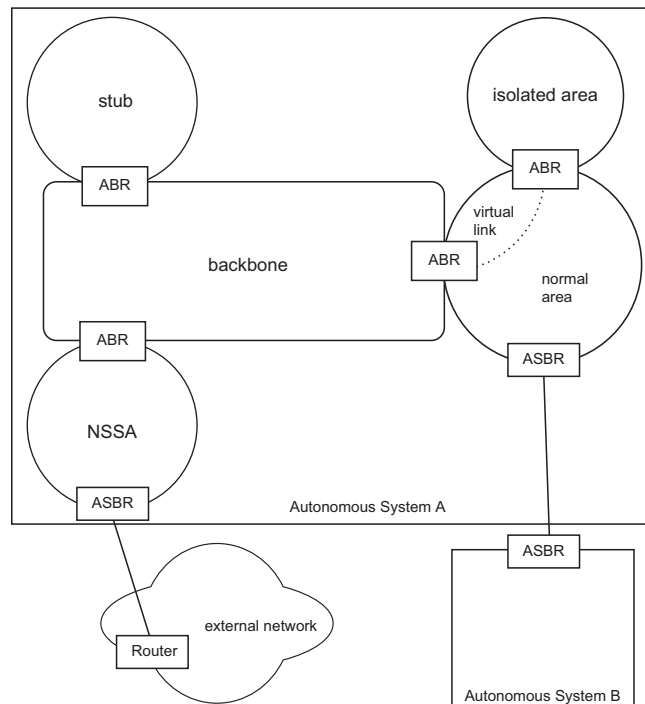 stub
isolated area
ABR
ABR
virtual
link
backbone
ABR
normal
area
ABR
ASBR
NSSA
ASBR
Autonomous System A
ASBR
external network
Router
Autonomous System B